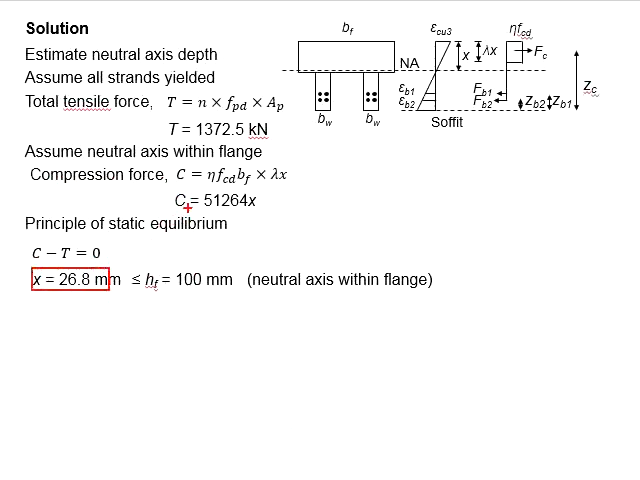 Solution
Estimate neutral axis depth
Assume all strands yielded
Total tensile force, T = n × f_pd × A_p
T = 1372.5 kN
Assume neutral axis within flange
Compression force, C = ηf_cd b_f × λx
C = 51264x
Principle of static equilibrium
C − T = 0
x = 26.8 mm ≤ h_f = 100 mm (neutral axis within flange)
b_f
b_w b_w
NA
ε_cu3
ε_b1
ε_b2
x λx
ηf_cd
F_c
F_b1
F_b2
z_b2 z_b1
z_c
Soffit